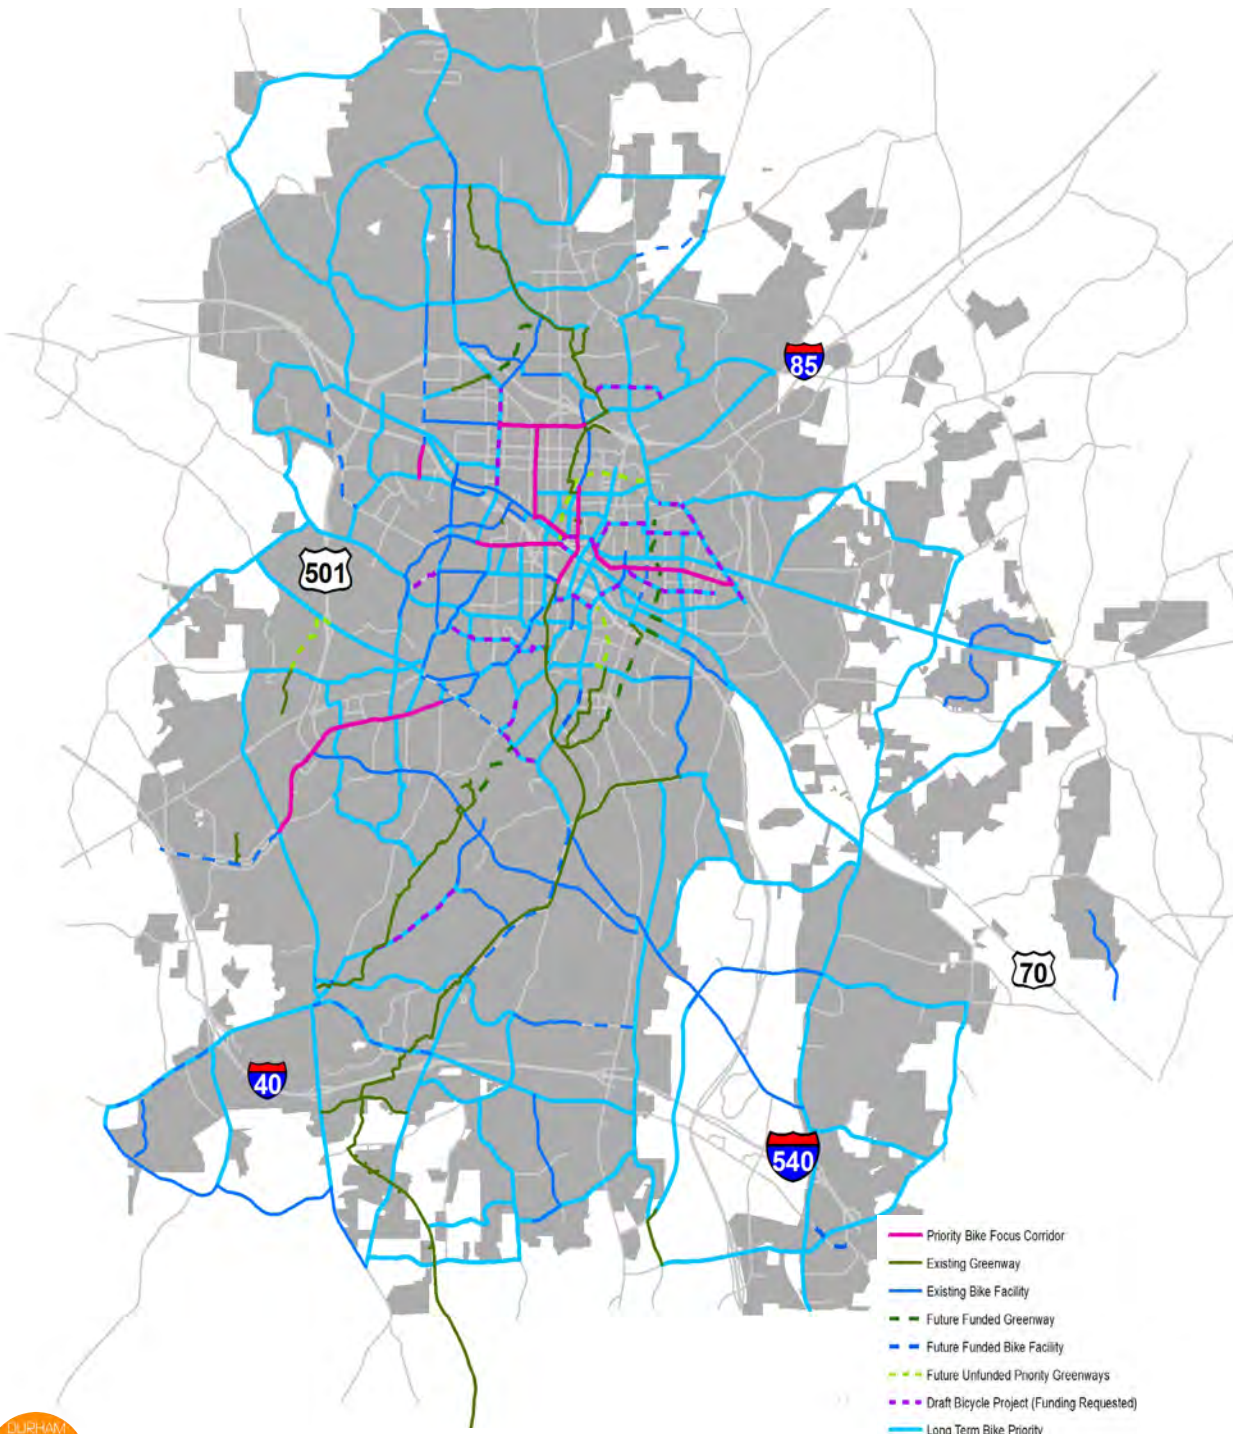 85
501
70
40
540
Priority Bike Focus Corridor
Existing Greenway
Existing Bike Facility
Future Funded Greenway
Future Funded Bike Facility
Future Unfunded Priority Greenways
Draft Bicycle Project (Funding Requested)
Long Term Bike Priority
DURHAM